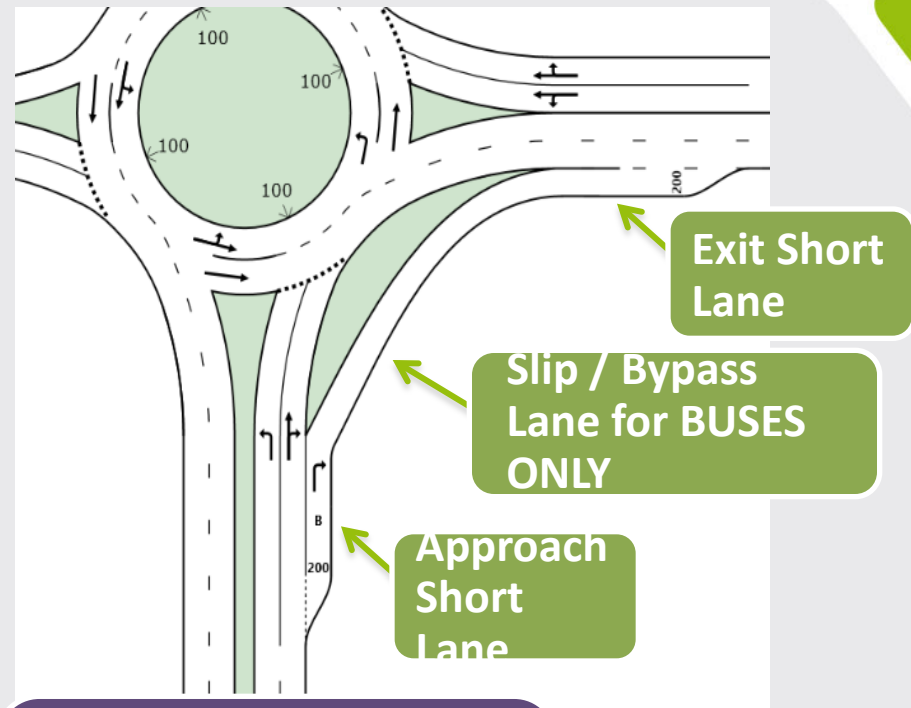 100
100
100
100
200
Exit Short
Lane
Slip / Bypass
Lane for BUSES
ONLY
B
200
Approach
Short
Lane